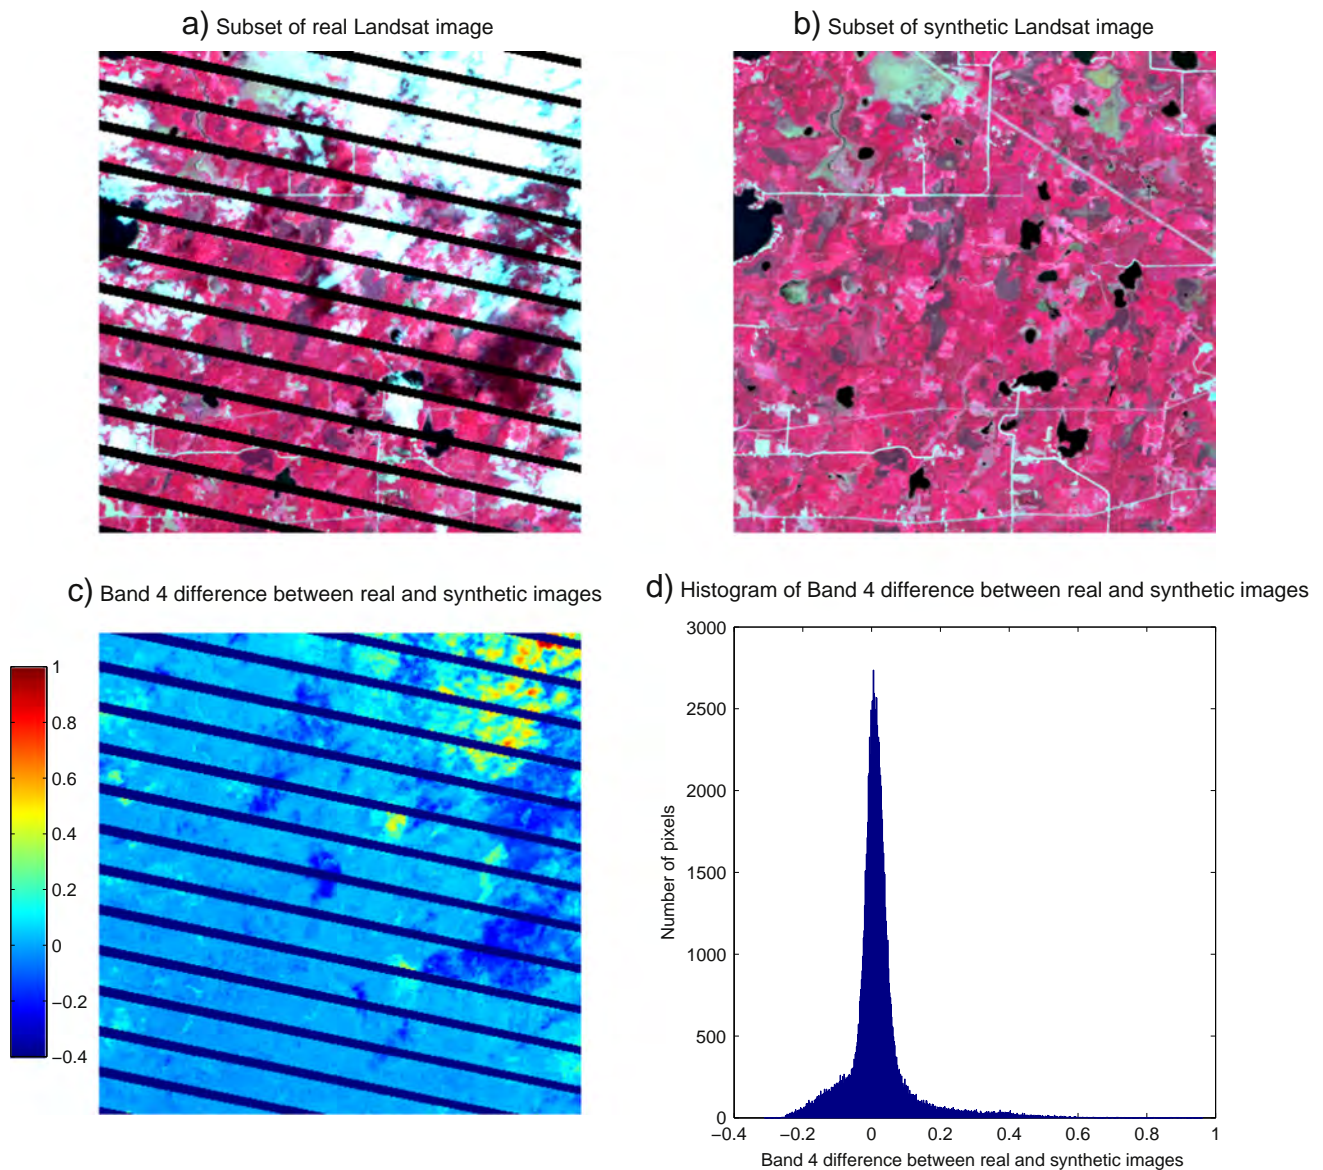 a) Subset of real Landsat image
b) Subset of synthetic Landsat image
c) Band 4 difference between real and synthetic images
1
0.8
0.6
0.4
0.2
0
−0.2
−0.4
d) Histogram of Band 4 difference between real and synthetic images
3000
2500
2000
1500
1000
500
0
Number of pixels
−0.4 −0.2 0 0.2 0.4 0.6 0.8 1
Band 4 difference between real and synthetic images